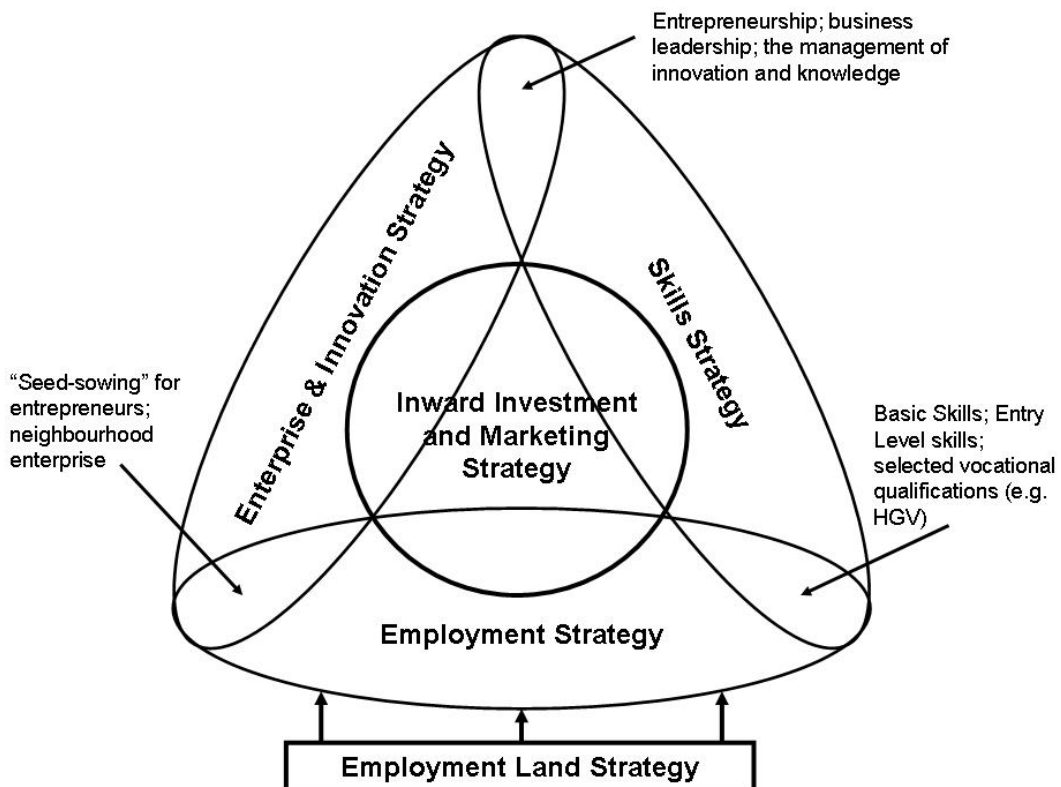 Entrepreneurship; business
leadership; the management of
innovation and knowledge
Enterprise & Innovation Strategy
Skills Strategy
“Seed-sowing” for
entrepreneurs;
neighbourhood
enterprise
Inward Investment
and Marketing
Strategy
Basic Skills; Entry
Level skills;
selected vocational
qualifications (e.g.
HGV)
Employment Strategy
Employment Land Strategy